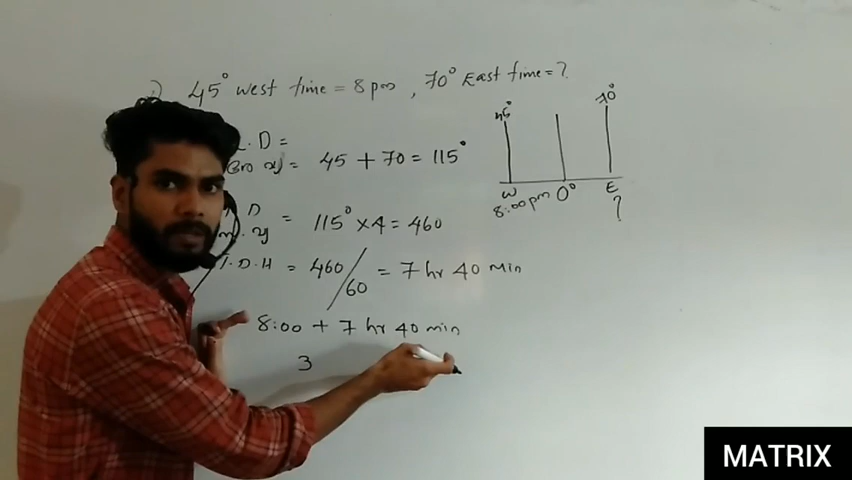 45° West time = 8 pm, 70° East time = ?
L.D =
= 45 + 70 = 115°
D
= 115° x 4 = 460
T.D.H = 460/60 = 7 hr 40 min
8:00 + 7 hr 40 min
3
45° 70°
W 0° E
8:00 pm ?
MATRIX